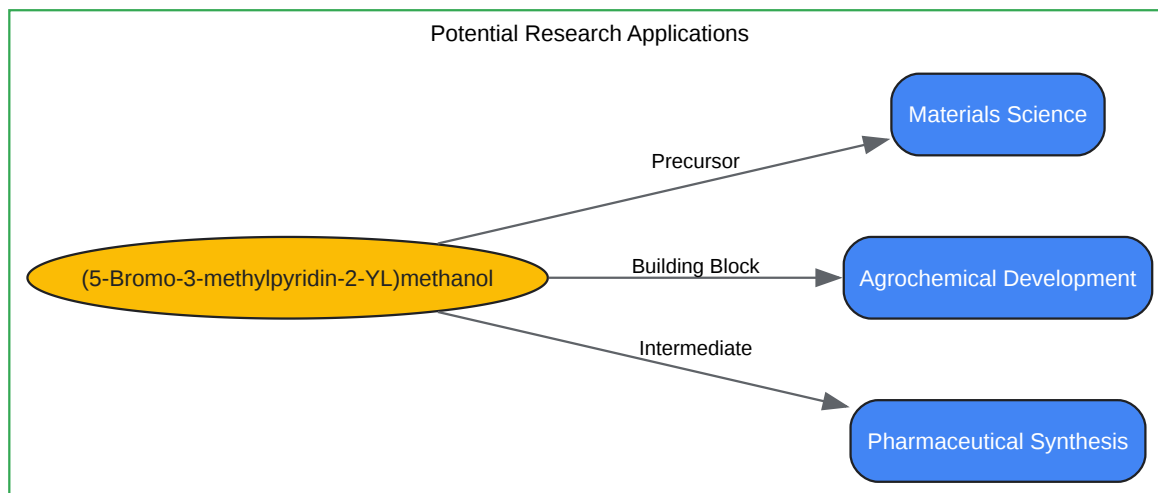 Potential Research Applications
Materials Science
Precursor
(5-Bromo-3-methylpyridin-2-YL)methanol
Building Block
Agrochemical Development
Intermediate
Pharmaceutical Synthesis